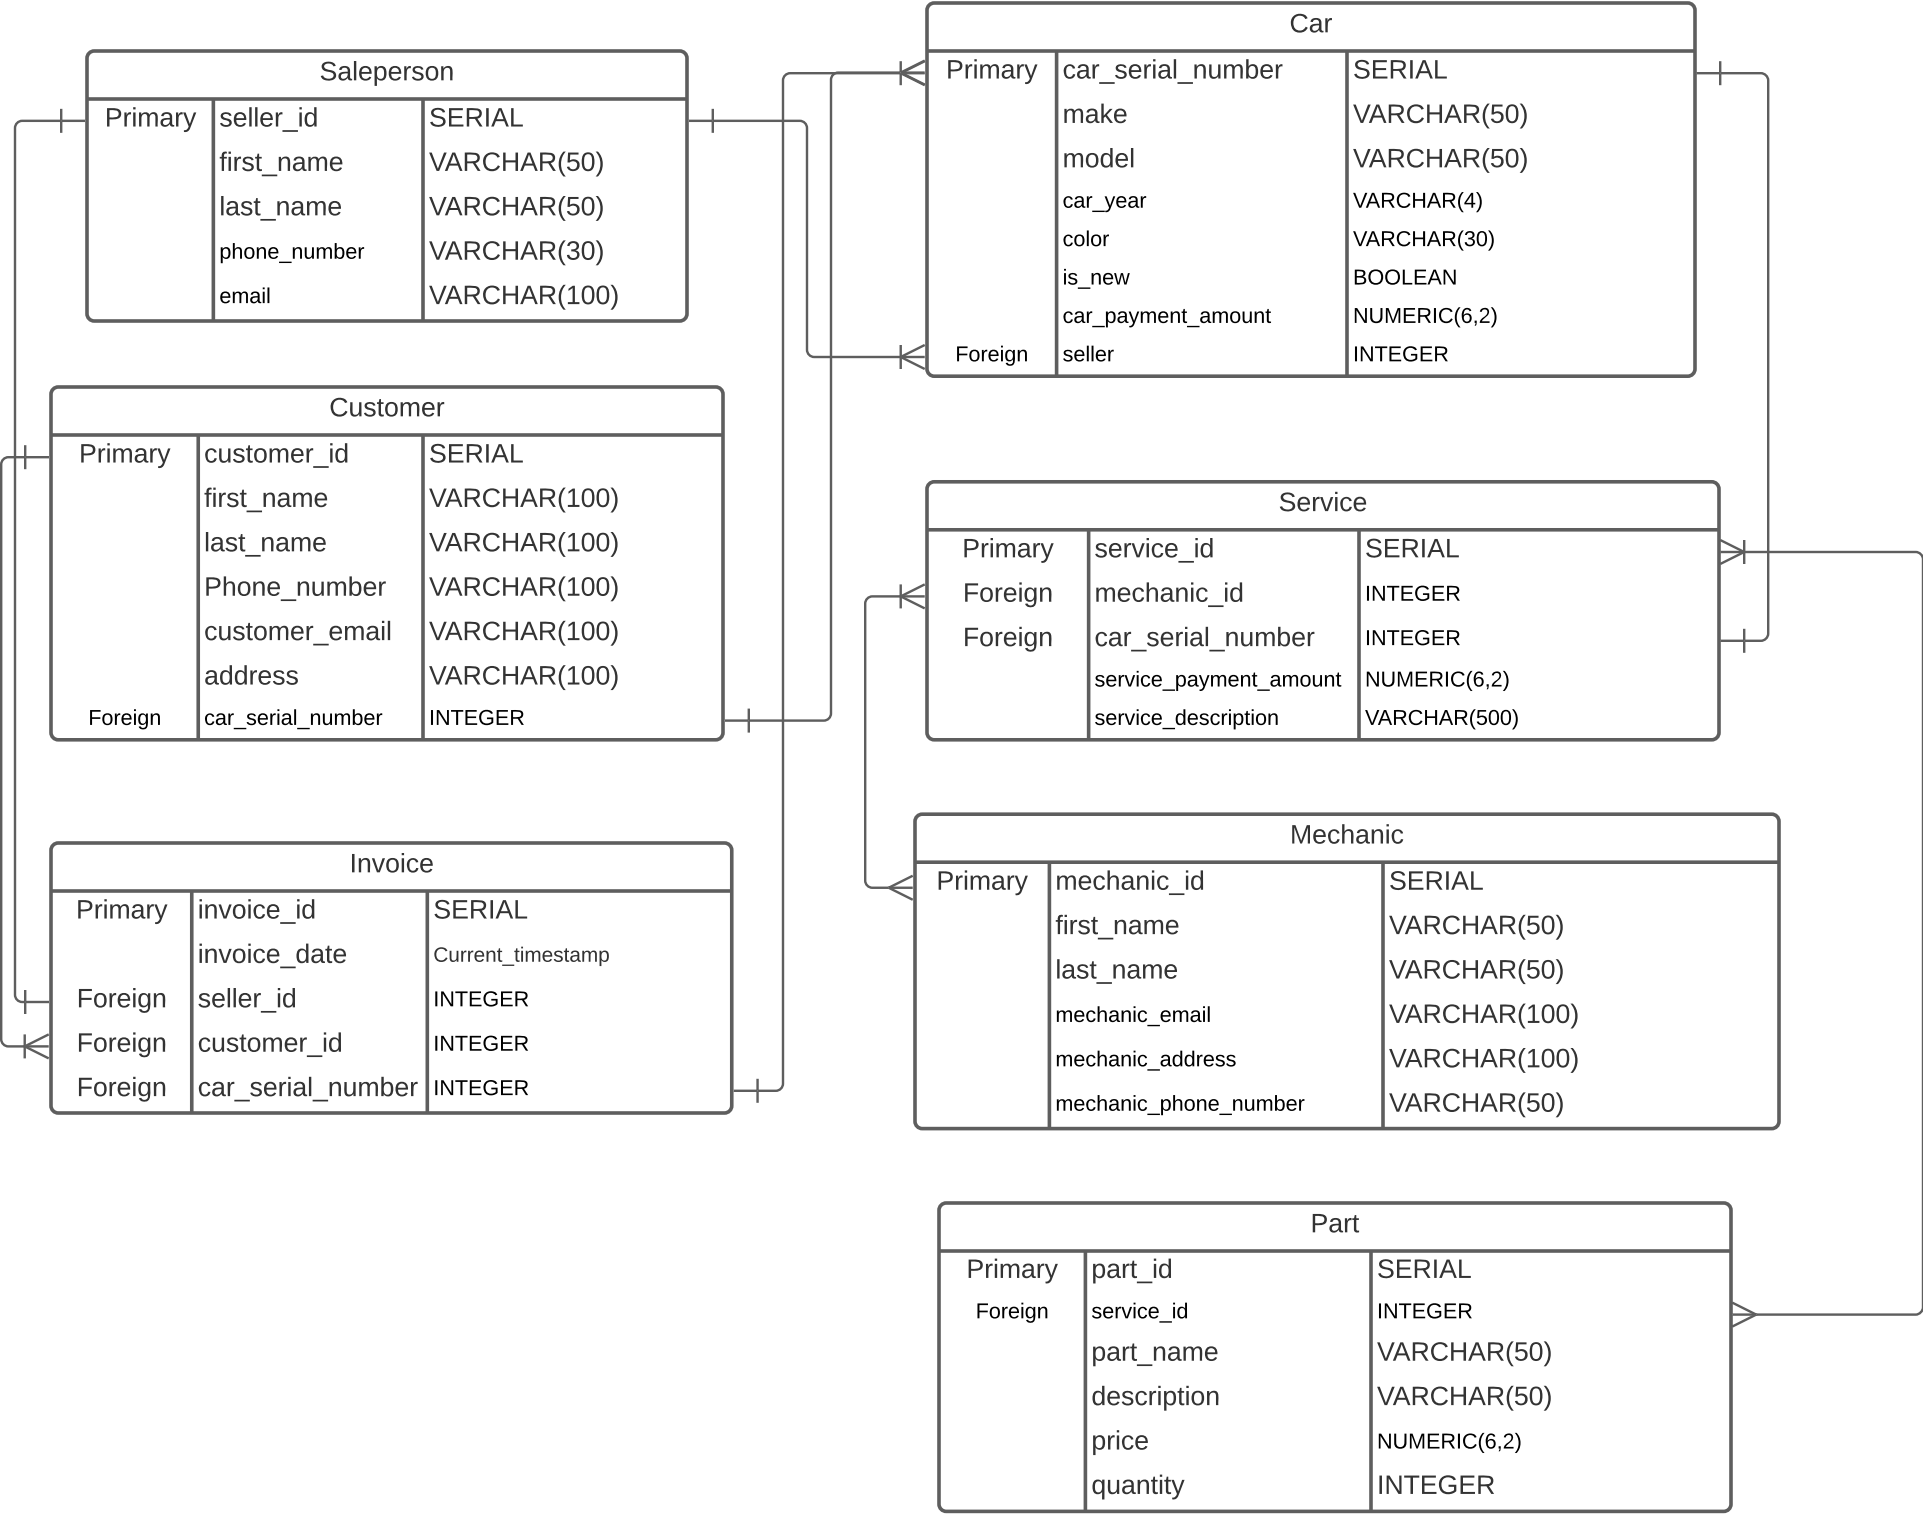 Saleperson
Primary seller_id SERIAL
first_name VARCHAR(50)
last_name VARCHAR(50)
phone_number VARCHAR(30)
email VARCHAR(100)
Customer
Primary customer_id SERIAL
first_name VARCHAR(100)
last_name VARCHAR(100)
Phone_number VARCHAR(100)
customer_email VARCHAR(100)
address VARCHAR(100)
Foreign car_serial_number INTEGER
Invoice
Primary invoice_id SERIAL
invoice_date Current_timestamp
Foreign seller_id INTEGER
Foreign customer_id INTEGER
Foreign car_serial_number INTEGER
Car
Primary car_serial_number SERIAL
make VARCHAR(50)
model VARCHAR(50)
car_year VARCHAR(4)
color VARCHAR(30)
is_new BOOLEAN
car_payment_amount NUMERIC(6,2)
Foreign seller INTEGER
Service
Primary service_id SERIAL
Foreign mechanic_id INTEGER
Foreign car_serial_number INTEGER
service_payment_amount NUMERIC(6,2)
service_description VARCHAR(500)
Mechanic
Primary mechanic_id SERIAL
first_name VARCHAR(50)
last_name VARCHAR(50)
mechanic_email VARCHAR(100)
mechanic_address VARCHAR(100)
mechanic_phone_number VARCHAR(50)
Part
Primary part_id SERIAL
Foreign service_id INTEGER
part_name VARCHAR(50)
description VARCHAR(50)
price NUMERIC(6,2)
quantity INTEGER